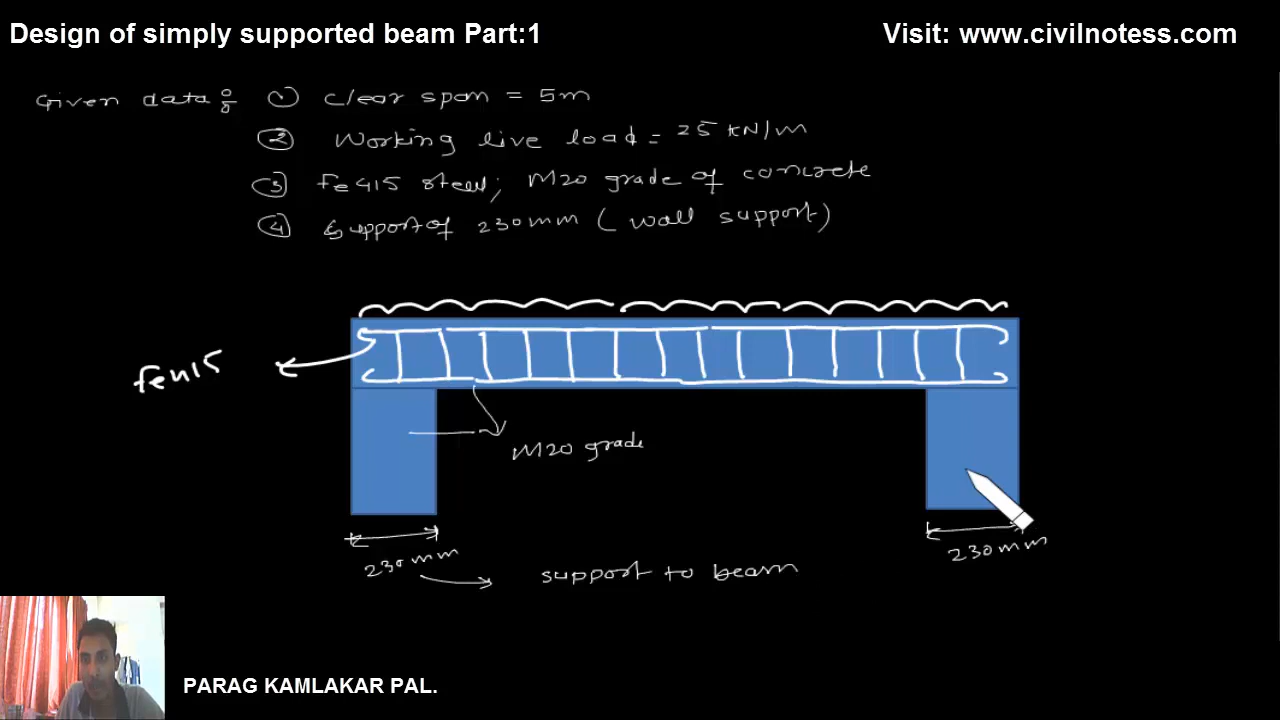 Design of simply supported beam Part:1
Visit: www.civilnotess.com
Given data : ① clear span = 5m
② Working live load = 25 KN/m
③ fe415 steel; M20 grade of concrete
④ support of 230mm ( wall support)
fe415
M20 grade
230mm
support to beam
230mm
PARAG KAMLAKAR PAL.